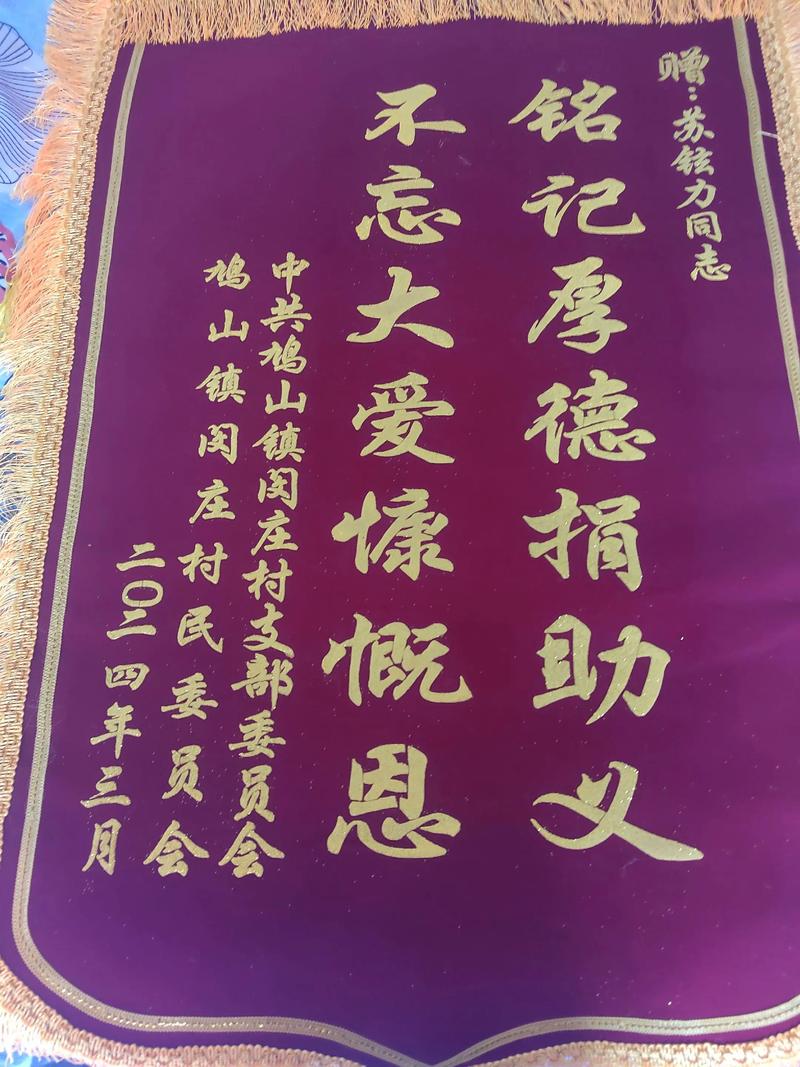 赠：苏铉力同志
铭记厚德捐助义
不忘大爱慷慨恩
中共鸠山镇闵庄村支部委员会
鸠山镇闵庄村民委员会
二〇二四年三月